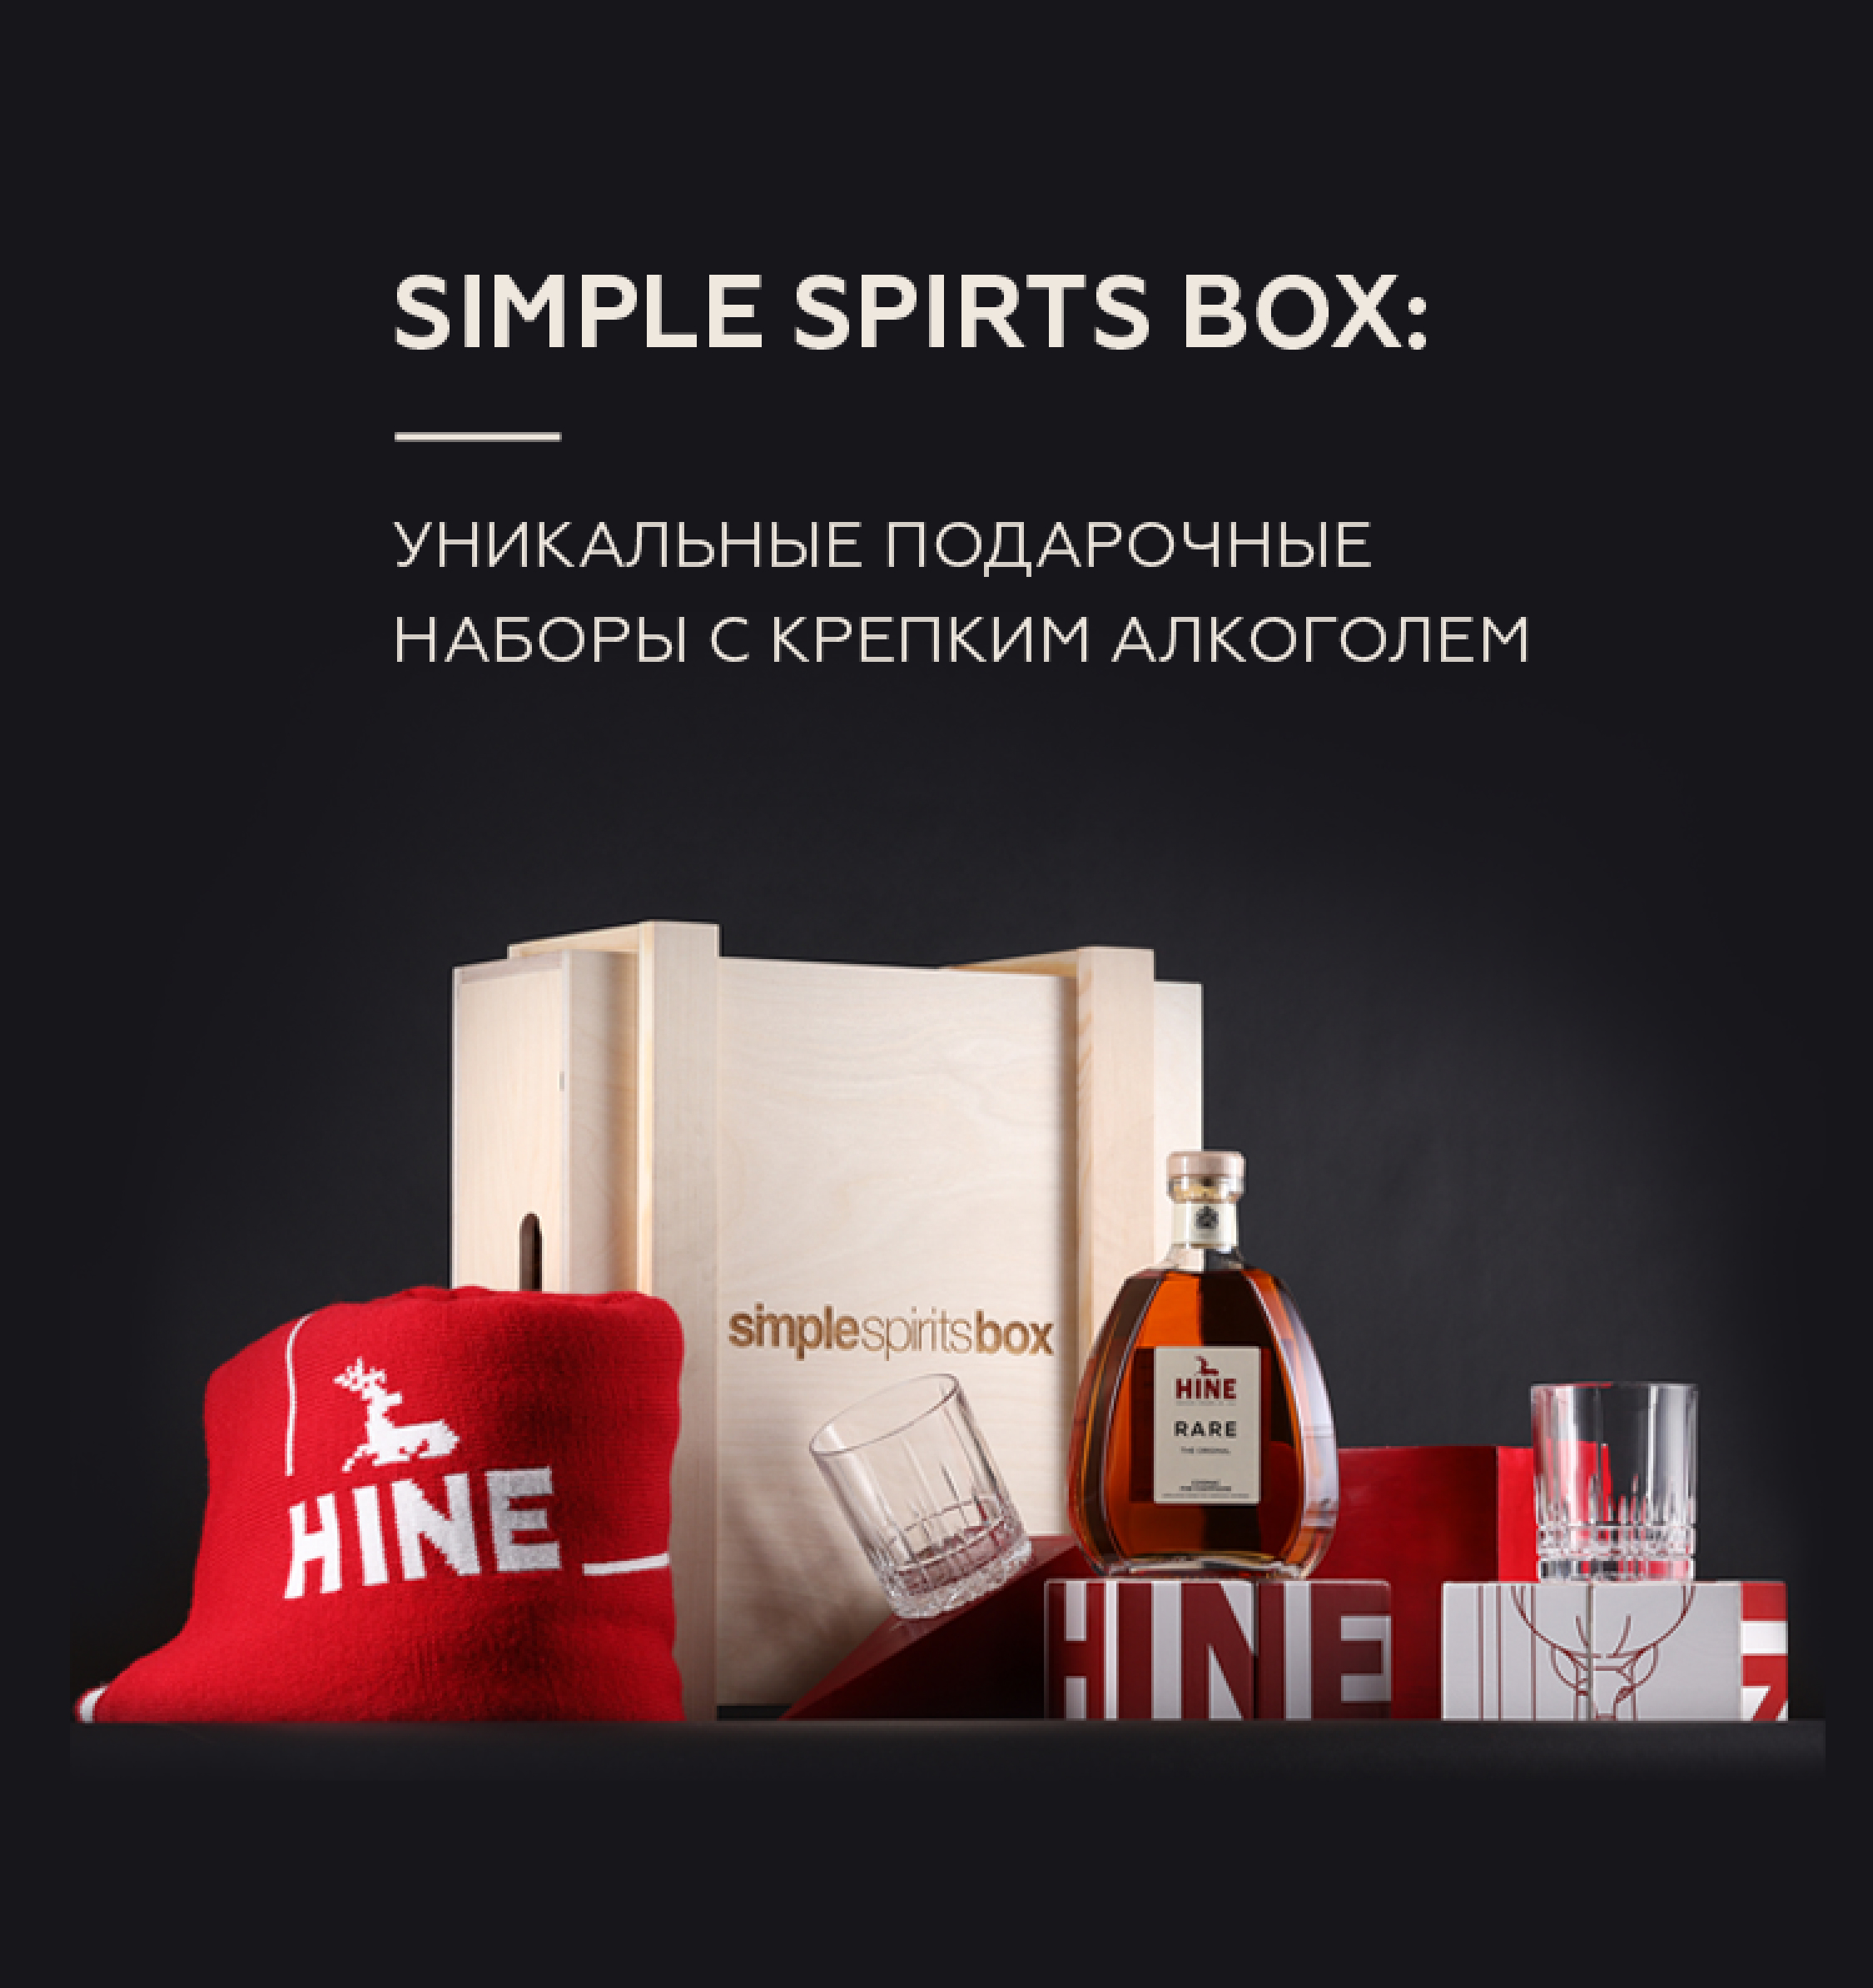 SIMPLE SPIRTS BOX:
УНИКАЛЬНЫЕ ПОДАРОЧНЫЕ
НАБОРЫ С КРЕПКИМ АЛКОГОЛЕМ
simplespiritsbox
HINE
HINE
RARE
THE ORIGINAL
HINE